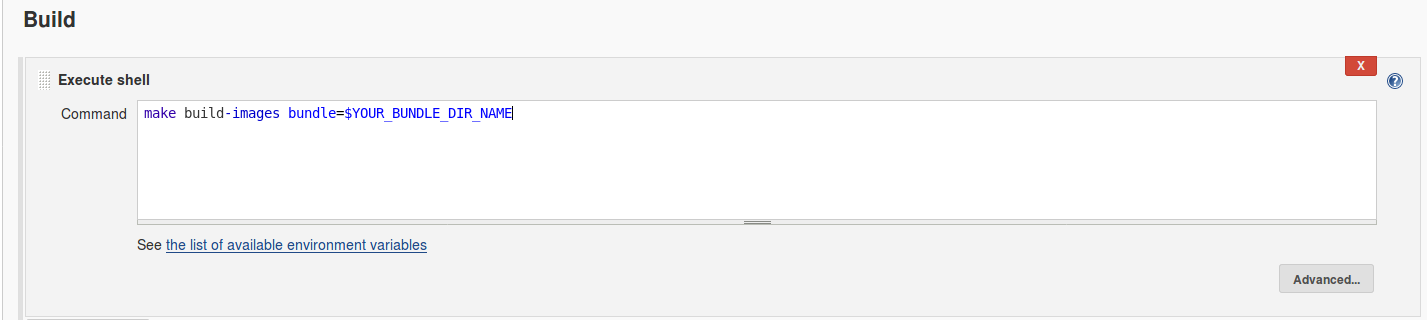 Build
X
Execute shell
?
Command
make build-images bundle=$YOUR_BUNDLE_DIR_NAME
See the list of available environment variables
Advanced...